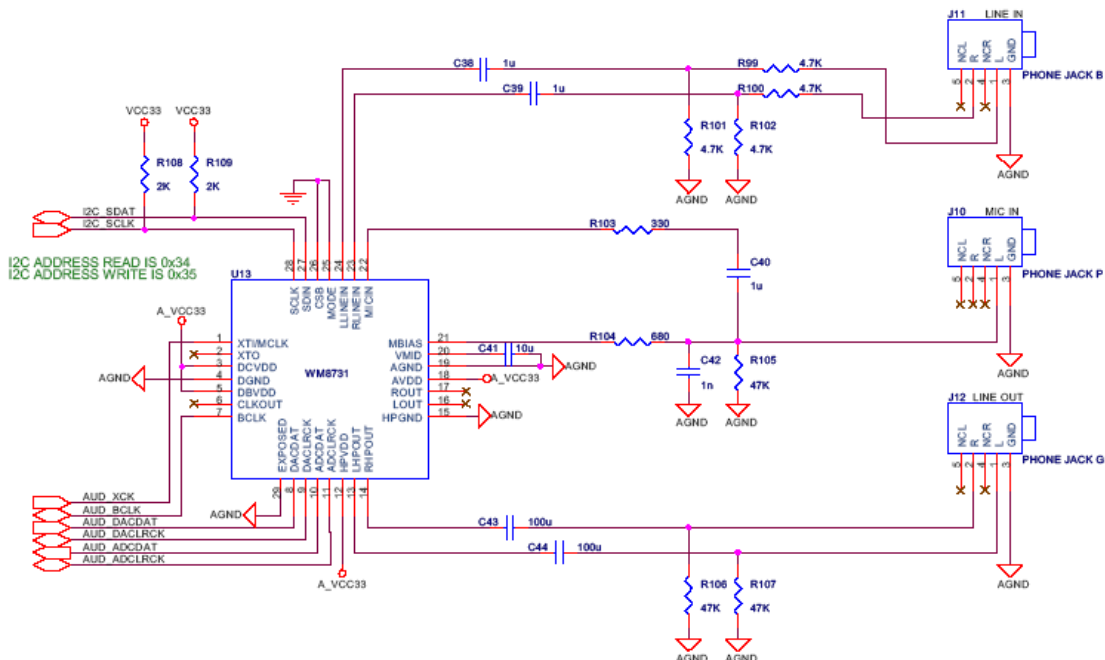 J11 LINE IN
NCL R NCR L GND
5 2 4 1 3
PHONE JACK B
AGND
C38 1u
C39 1u
R99 4.7K
R100 4.7K
R101 4.7K
R102 4.7K
AGND AGND
VCC33 VCC33
R108 2K
R109 2K
I2C_SDAT
I2C_SCLK
I2C ADDRESS READ IS 0x34
I2C ADDRESS WRITE IS 0x35
J10 MIC IN
NCL R NCR L GND
5 2 4 1 3
PHONE JACK P
AGND
R103 330
C40 1u
R104 680
C41 10u
C42 1n
R105 47K
AGND
AGND AGND
U13
WM8731
28 27 26 25 24 23 22
SCLK SDIN CSB MODE LLINEIN RLINEIN MICIN
A_VCC33
AGND
1 XTI/MCLK
2 XTO
3 DCVDD
4 DGND
5 DBVDD
6 CLKOUT
7 BCLK
MBIAS 21
VMID 20
AGND 19
AVDD 18
ROUT 17
LOUT 16
HPGND 15
A_VCC33
AGND
EXPOSED DACDAT DACLRCK ADCDAT ADCLRCK HPVDD LHPOUT RHPOUT
29 8 9 10 11 12 13 14
AGND
A_VCC33
AUD_XCK
AUD_BCLK
AUD_DACDAT
AUD_DACLRCK
AUD_ADCDAT
AUD_ADCLRCK
J12 LINE OUT
NCL R NCR L GND
5 2 4 1 3
PHONE JACK G
AGND
C43 100u
C44 100u
R106 47K
R107 47K
AGND AGND